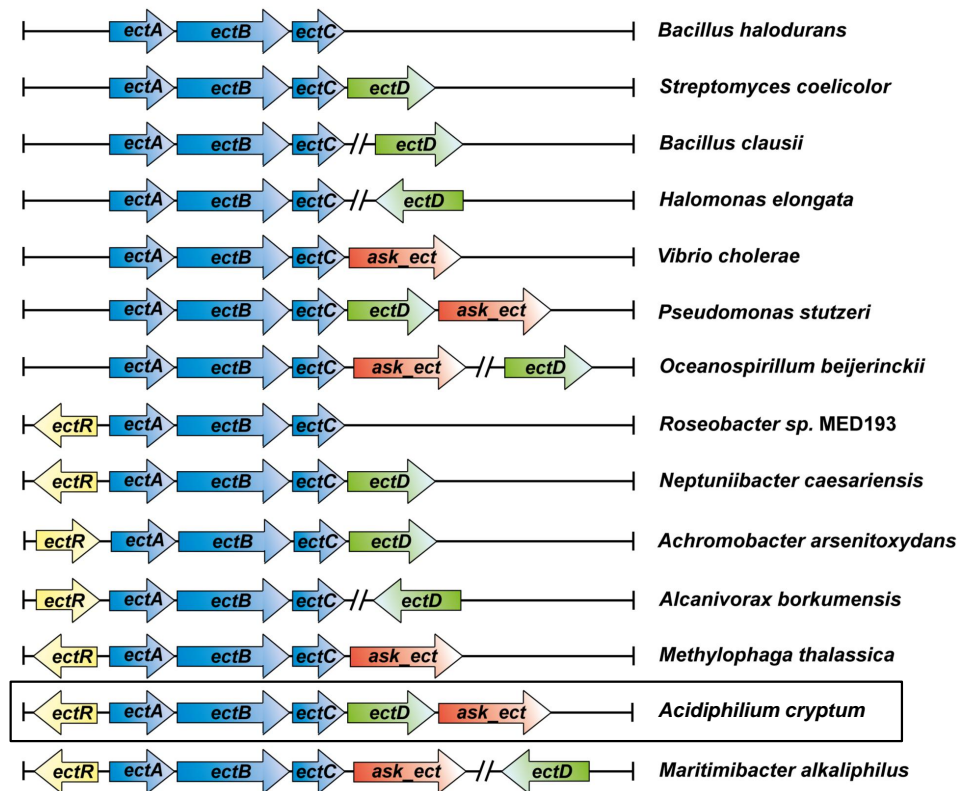 ectA ectB ectC Bacillus halodurans
ectA ectB ectC ectD Streptomyces coelicolor
ectA ectB ectC // ectD Bacillus clausii
ectA ectB ectC // ectD Halomonas elongata
ectA ectB ectC ask_ect Vibrio cholerae
ectA ectB ectC ectD ask_ect Pseudomonas stutzeri
ectA ectB ectC ask_ect // ectD Oceanospirillum beijerinckii
ectR ectA ectB ectC Roseobacter sp. MED193
ectR ectA ectB ectC ectD Neptuniibacter caesariensis
ectR ectA ectB ectC ectD Achromobacter arsenitoxydans
ectR ectA ectB ectC // ectD Alcanivorax borkumensis
ectR ectA ectB ectC ask_ect Methylophaga thalassica
ectR ectA ectB ectC ectD ask_ect Acidiphilium cryptum
ectR ectA ectB ectC ask_ect // ectD Maritimibacter alkaliphilus